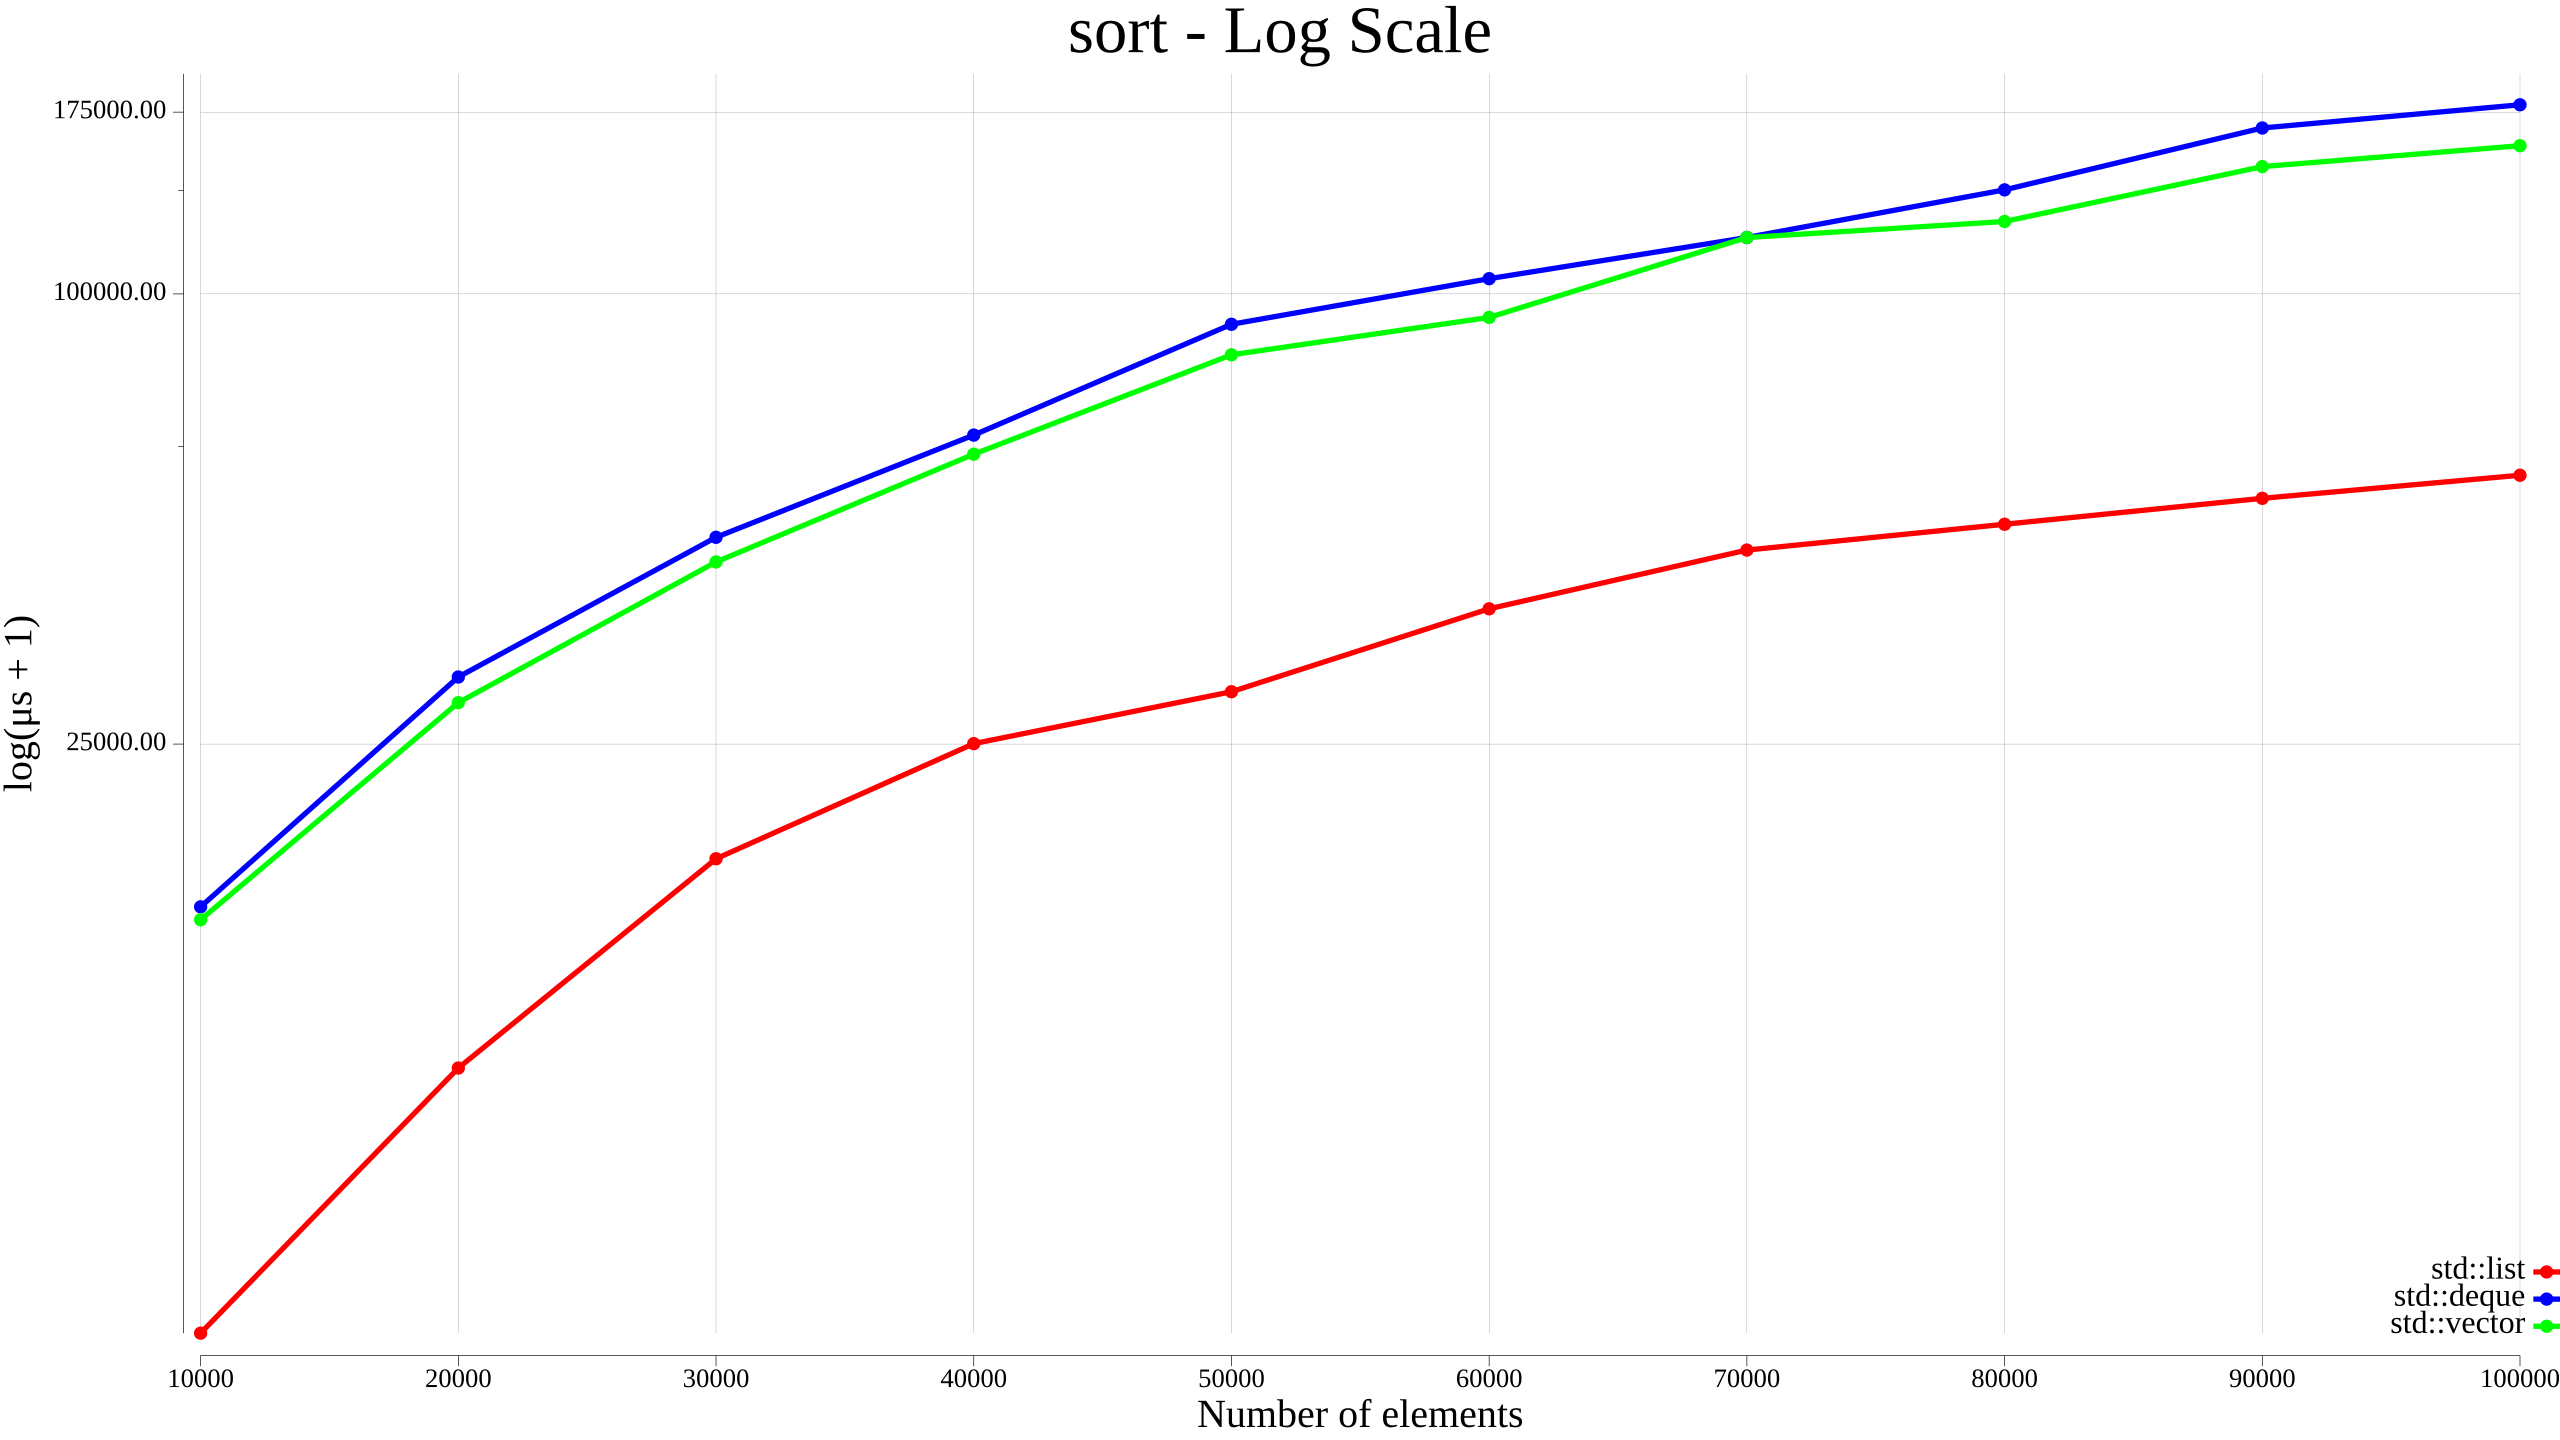 sort - Log Scale
175000.00
100000.00
25000.00
log(μs + 1)
std::list
std::deque
std::vector
10000 20000 30000 40000 50000 60000 70000 80000 90000 100000
Number of elements